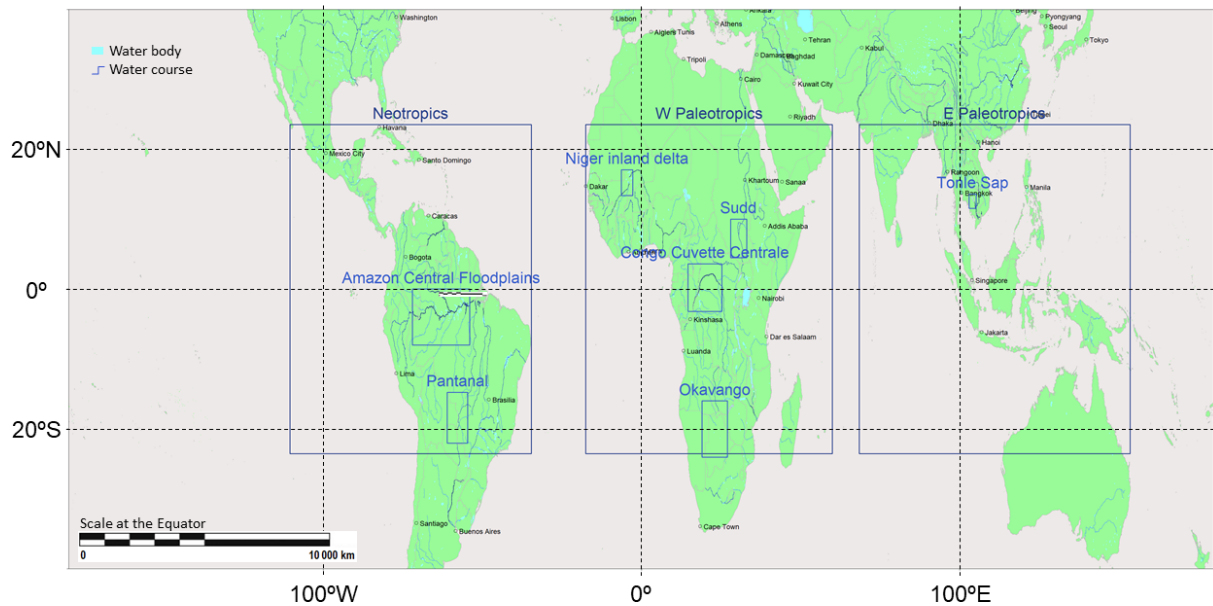 Washington
Lisbon
Athens
Ankara
Beijing
Pyongyang
Seoul
Tokyo
Algiers
Tunis
Tehran
Kabul
Water body
Water course
Tripoli
Damascus
Baghdad
Cairo
Kuwait City
Neotropics
W Paleotropics
E Paleotropics
Riyadh
Dhaka
Havana
20ºN
Mexico City
Santo Domingo
Niger inland delta
Hanoi
Dakar
Khartoum
Sanaa
Rangoon
Tonle Sap
Bangkok
Manila
Caracas
Sudd
Addis Ababa
Bogota
Congo Cuvette Centrale
Amazon Central Floodplains
Singapore
0º
Nairobi
Kinshasa
Dar es Salaam
Jakarta
Luanda
Lima
Pantanal
Okavango
Brasilia
20ºS
Scale at the Equator
Santiago
Buenos Aires
Cape Town
0
10 000 km
100ºW
0º
100ºE